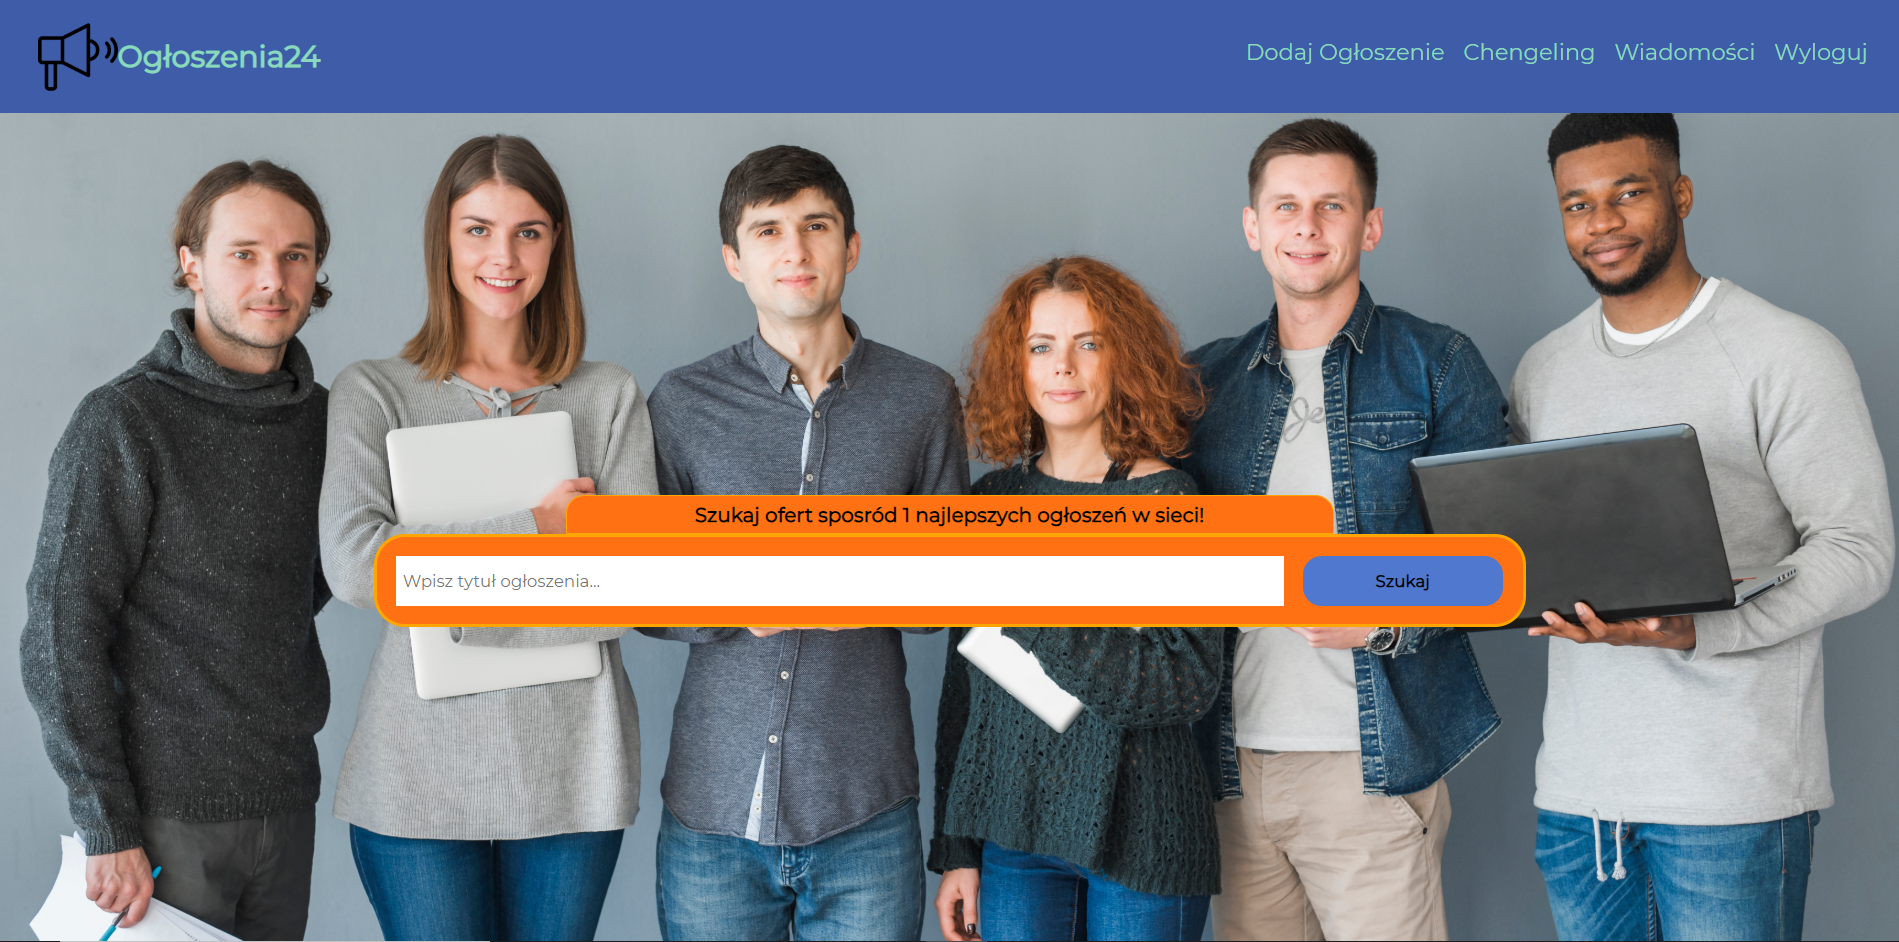 Ogłoszenia24
Dodaj Ogłoszenie Chengeling Wiadomości Wyloguj
Szukaj ofert sposród 1 najlepszych ogłoszeń w sieci!
Wpisz tytuł ogłoszenia...
Szukaj